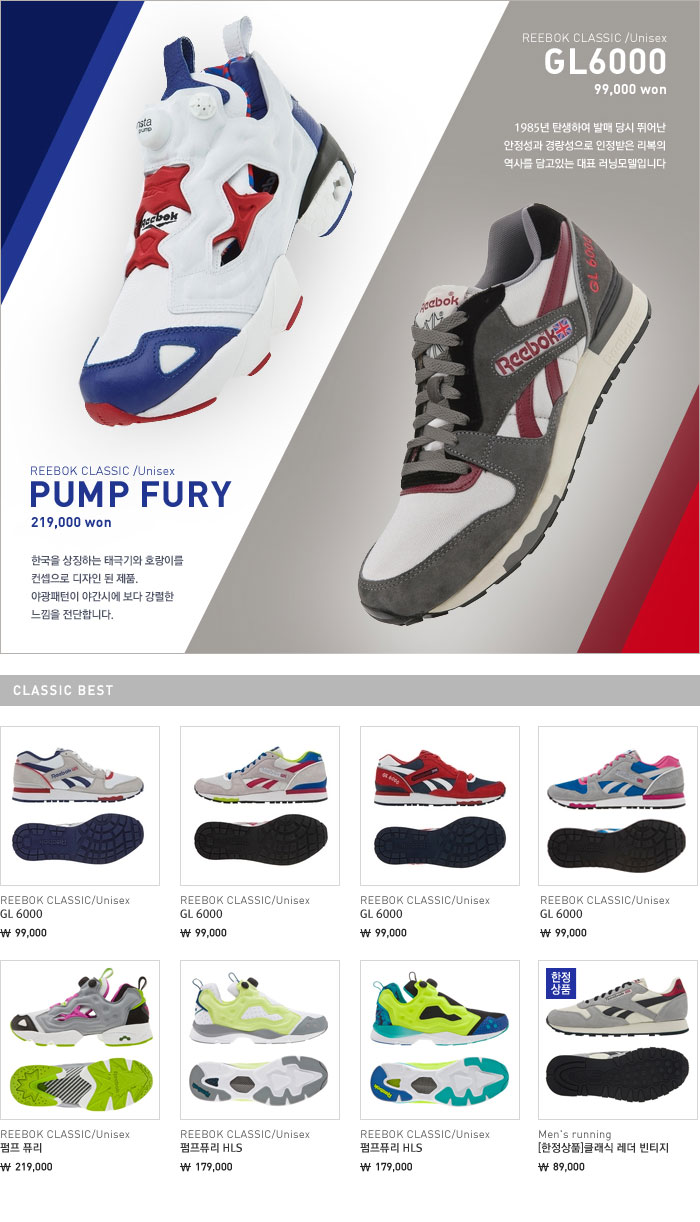 REEBOK CLASSIC /Unisex
GL6000
99,000 won
1985년 탄생하여 발매 당시 뛰어난
안정성과 경량성으로 인정받은 리복의
역사를 담고있는 대표 러닝모델입니다
Insta
pump
Reebok
Reebok
GL 6000
Reebok
REEBOK CLASSIC /Unisex
PUMP FURY
219,000 won
한국을 상징하는 태극기와 호랑이를
컨셉으로 디자인 된 제품.
야광패턴이 야간시에 보다 강렬한
느낌을 전단합니다.
CLASSIC BEST
REEBOK CLASSIC/Unisex
GL 6000
₩ 99,000
REEBOK CLASSIC/Unisex
GL 6000
₩ 99,000
REEBOK CLASSIC/Unisex
GL 6000
₩ 99,000
REEBOK CLASSIC/Unisex
GL 6000
₩ 99,000
한정
상품
REEBOK CLASSIC/Unisex
펌프 퓨리
₩ 219,000
REEBOK CLASSIC/Unisex
펌프퓨리 HLS
₩ 179,000
REEBOK CLASSIC/Unisex
펌프퓨리 HLS
₩ 179,000
Men's running
[한정상품]클래식 레더 빈티지
₩ 89,000